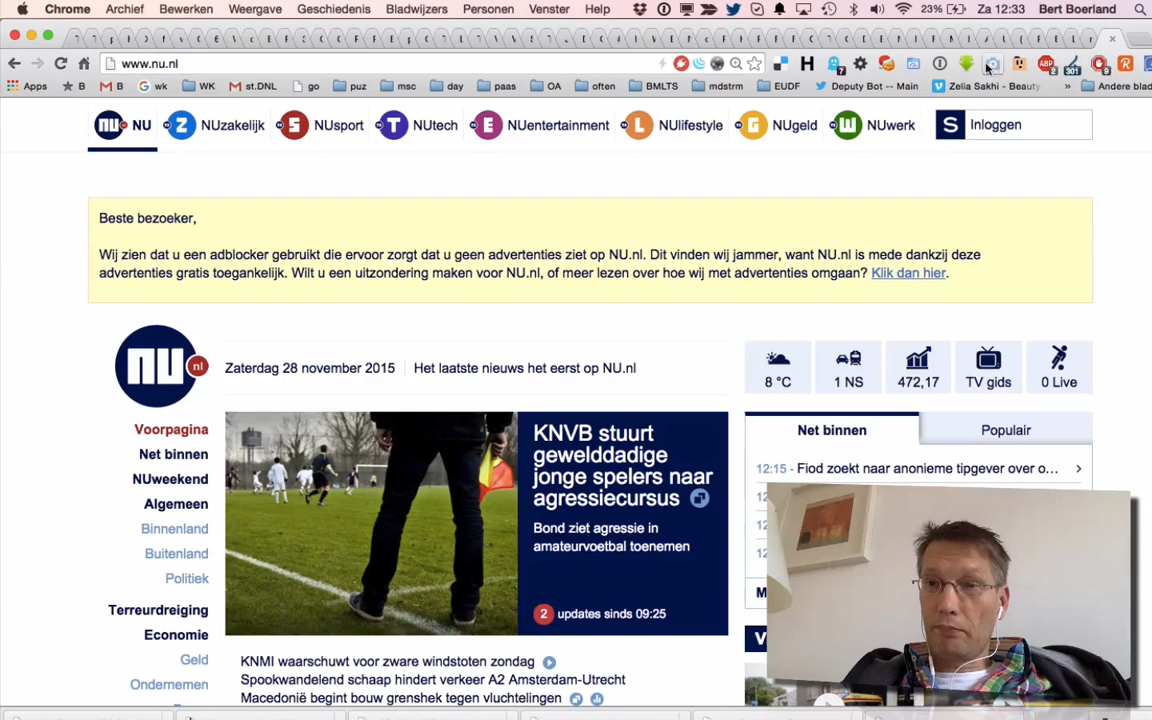 Chrome Archief Bewerken Weergave Geschiedenis Bladwijzers Personen Venster Help 23% Za 12:33 Bert Boerland
www.nu.nl
Apps B B wk WK st.DNL go puz msc day paas OA often BMLTS mdstrm EUDF Deputy Bot -- Main Zelia Sakhi - Beauty » Andere blad
NU NUzakelijk NUsport NUtech NUentertainment NUlifestyle NUgeld NUwerk S Inloggen
Beste bezoeker,
Wij zien dat u een adblocker gebruikt die ervoor zorgt dat u geen advertenties ziet op NU.nl. Dit vinden wij jammer, want NU.nl is mede dankzij deze
advertenties gratis toegankelijk. Wilt u een uitzondering maken voor NU.nl, of meer lezen over hoe wij met advertenties omgaan? Klik dan hier.
NU nl
Zaterdag 28 november 2015 Het laatste nieuws het eerst op NU.nl
8 °C 1 NS 472,17 TV gids 0 Live
Voorpagina
Net binnen
NUweekend
Algemeen
Binnenland
Buitenland
Politiek
Terreurdreiging
Economie
Geld
Ondernemen
KNVB stuurt
gewelddadige
jonge spelers naar
agressiecursus
Bond ziet agressie in
amateurvoetbal toenemen
2 updates sinds 09:25
KNMI waarschuwt voor zware windstoten zondag
Spookwandelend schaap hindert verkeer A2 Amsterdam-Utrecht
Macedonië begint bouw grenshek tegen vluchtelingen
Net binnen Populair
12:15 - Fiod zoekt naar anonieme tipgever over o...